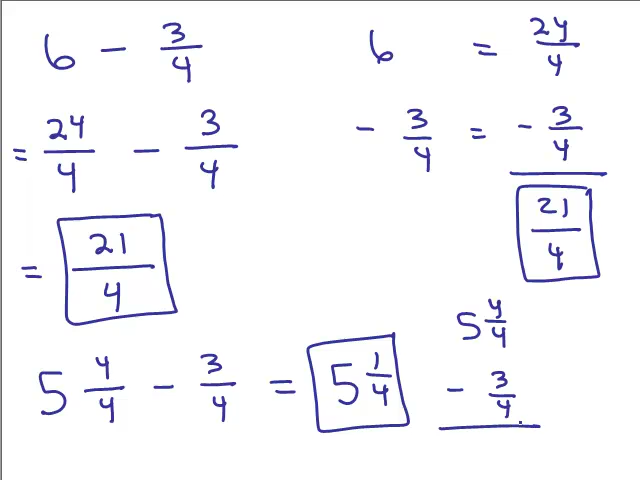 6 - 3/4
= 24/4 - 3/4
= 21/4
6 = 24/4
- 3/4 = - 3/4
21/4
5 4/4 - 3/4 = 5 1/4
5 4/4
- 3/4